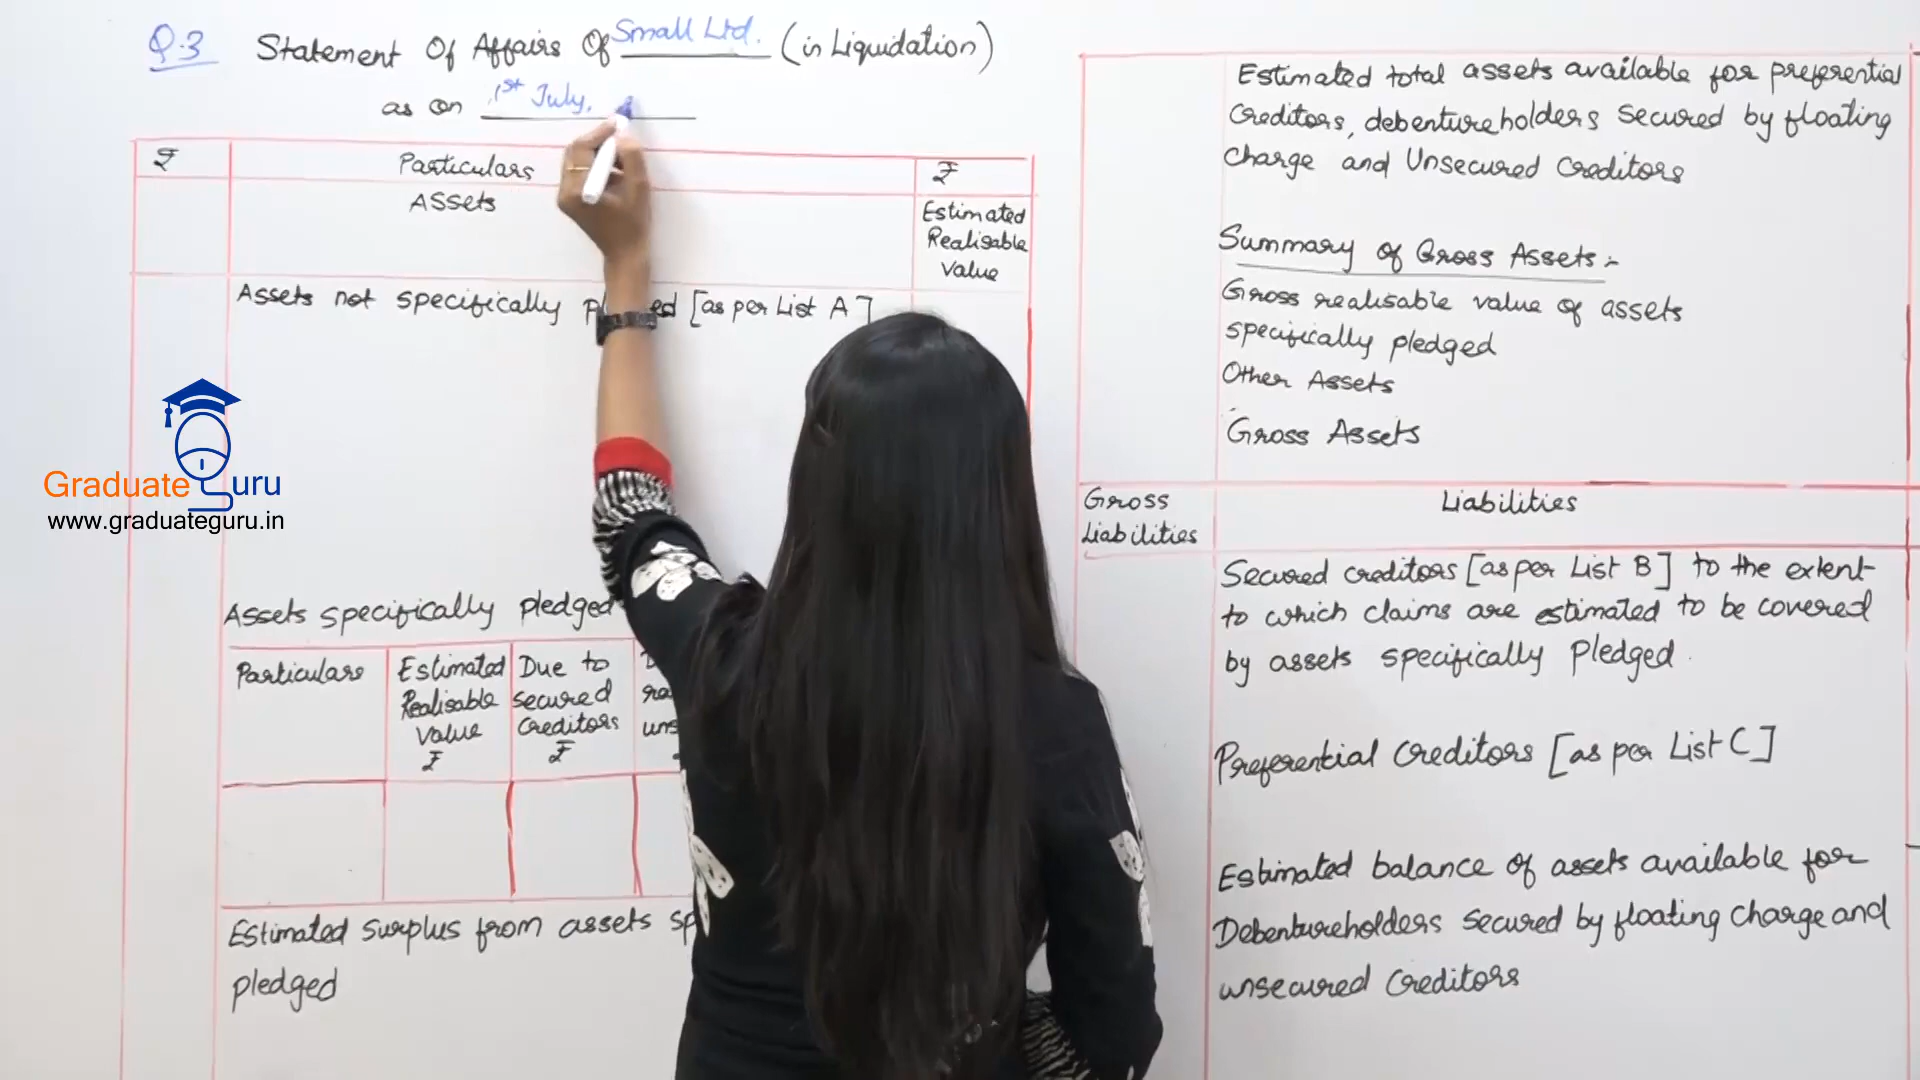 Q.3 Statement Of Affairs Of Small Ltd. (in Liquidation)
as on 1st July,
₹ Particulars ₹
Assets
Estimated
Realisable
Value
Assets not specifically [as per List A]
Graduate Guru
www.graduateguru.in
Assets specifically pledged
Particulars
Estimated
Realisable
Value
₹
Due to
Secured
Creditors
₹
Estimated surplus from assets
pledged
Estimated total assets available for preferential
Creditors, debentureholders secured by floating
Charge and Unsecured Creditors
Summary of Gross Assets :-
Gross realisable value of assets
specifically pledged
Other Assets
Gross Assets
Gross
Liabilities
Liabilities
Secured creditors [as per List B] to the extent
to which claims are estimated to be covered
by assets specifically Pledged.
Preferential Creditors [as per List C]
Estimated balance of assets available for
Debentureholders secured by floating Charge and
unsecured Creditors